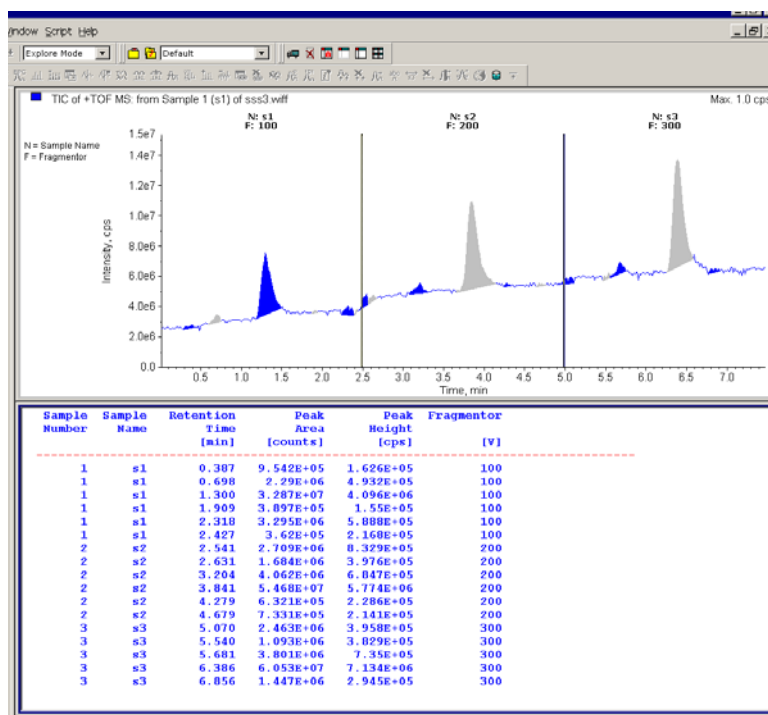 Window Script Help
Explore Mode Default
TIC of +TOF MS: from Sample 1 (s1) of sss3.wiff Max. 1.0 cps
N: s1 N: s2 N: s3
F: 100 F: 200 F: 300
N = Sample Name
F = Fragmentor
1.5e7
1.4e7
1.2e7
1.0e7
8.0e6
6.0e6
4.0e6
2.0e6
0.0
Intensity, cps
0.5 1.0 1.5 2.0 2.5 3.0 3.5 4.0 4.5 5.0 5.5 6.0 6.5 7.0
Time, min
Sample Sample Retention Peak Peak Fragmentor
Number Name Time Area Height
[min] [counts] [cps] [V]
1 s1 0.387 9.542E+05 1.626E+05 100
1 s1 0.698 2.29E+06 4.932E+05 100
1 s1 1.300 3.287E+07 4.096E+06 100
1 s1 1.909 3.897E+05 1.55E+05 100
1 s1 2.318 3.295E+06 5.888E+05 100
1 s1 2.427 3.62E+05 2.168E+05 100
2 s2 2.541 2.709E+06 8.329E+05 200
2 s2 2.631 1.684E+06 3.976E+05 200
2 s2 3.204 4.062E+06 6.847E+05 200
2 s2 3.841 5.468E+07 5.774E+06 200
2 s2 4.279 6.321E+05 2.286E+05 200
2 s2 4.679 7.331E+05 2.141E+05 200
3 s3 5.070 2.463E+06 3.958E+05 300
3 s3 5.540 1.093E+06 3.829E+05 300
3 s3 5.681 3.801E+06 7.35E+05 300
3 s3 6.386 6.053E+07 7.134E+06 300
3 s3 6.856 1.447E+06 2.945E+05 300